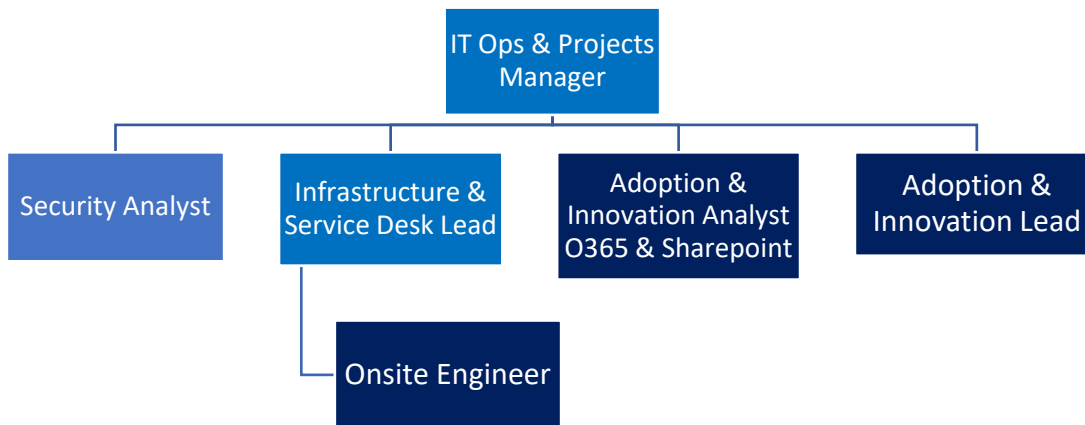 IT Ops & Projects
Manager
Security Analyst
Infrastructure &
Service Desk Lead
Adoption &
Innovation Analyst
O365 & Sharepoint
Adoption &
Innovation Lead
Onsite Engineer